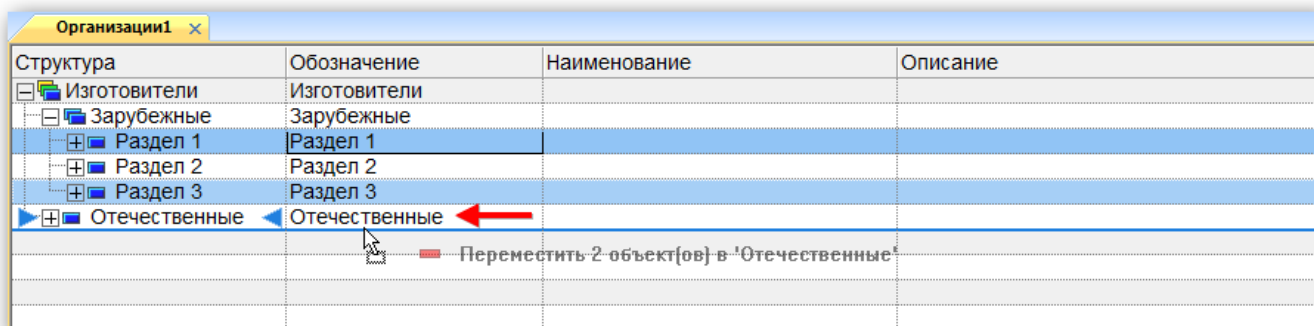 Организации1
Структура Обозначение Наименование Описание
Изготовители Изготовители
Зарубежные Зарубежные
Раздел 1 Раздел 1
Раздел 2 Раздел 2
Раздел 3 Раздел 3
Отечественные Отечественные
Переместить 2 объект(ов) в 'Отечественные'